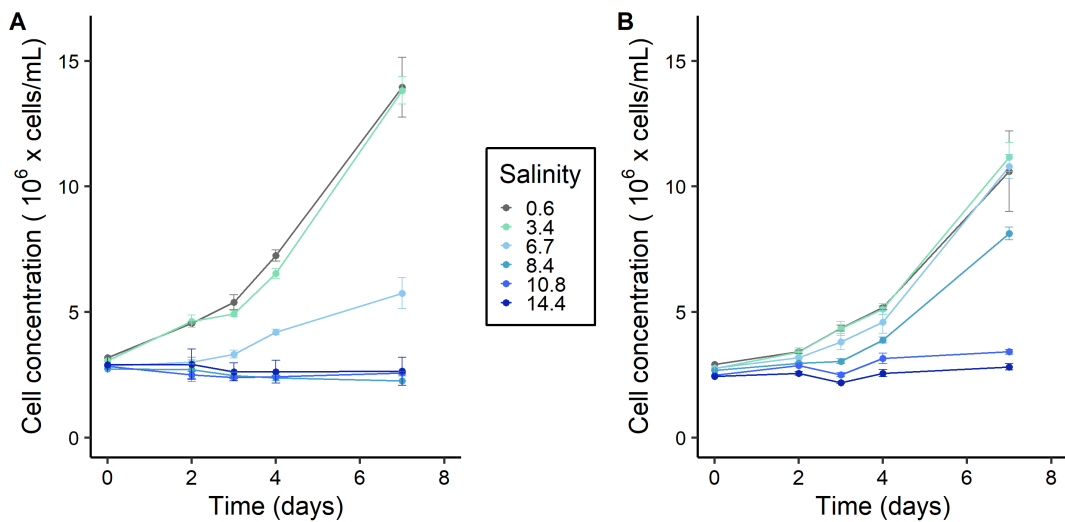 A
Cell concentration ( 10⁶ x cells/mL)
15
10
5
0
0 2 4 6 8
Time (days)
Salinity
0.6
3.4
6.7
8.4
10.8
14.4
B
Cell concentration ( 10⁶ x cells/mL)
15
10
5
0
0 2 4 6 8
Time (days)